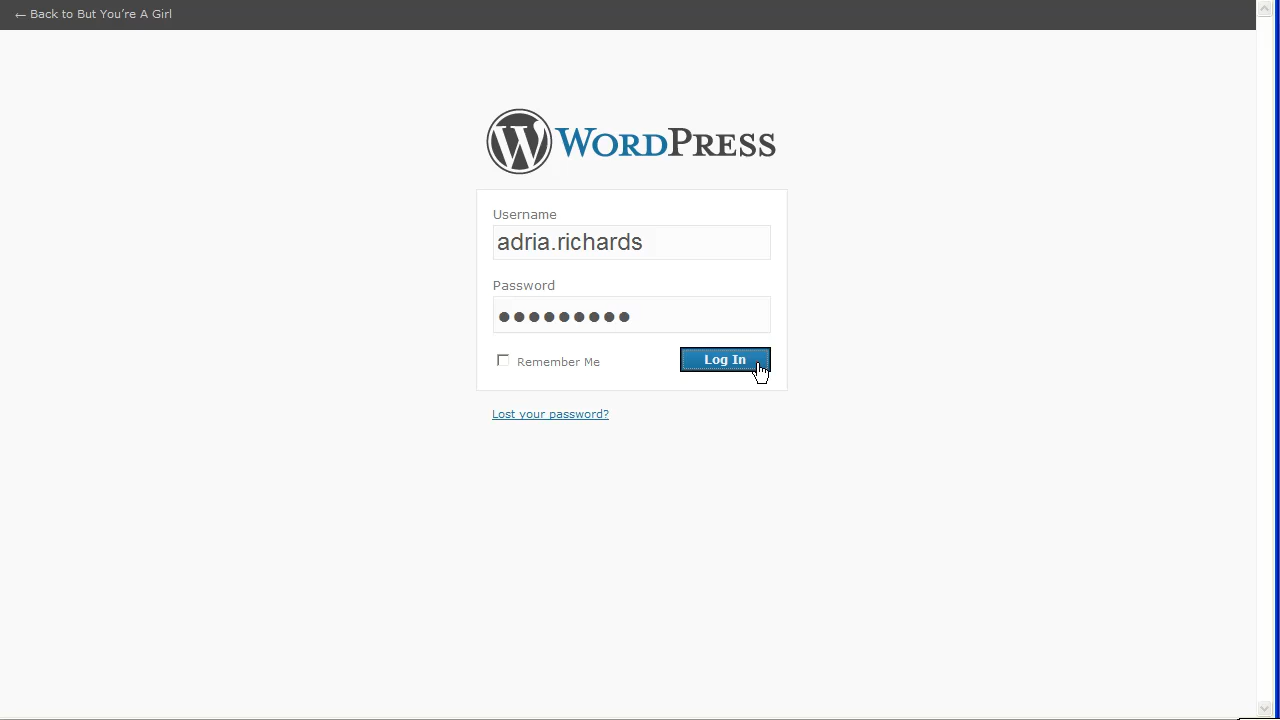 ← Back to But You're A Girl
WORDPRESS
Username
adria.richards
Password
●●●●●●●●●
Remember Me
Log In
Lost your password?